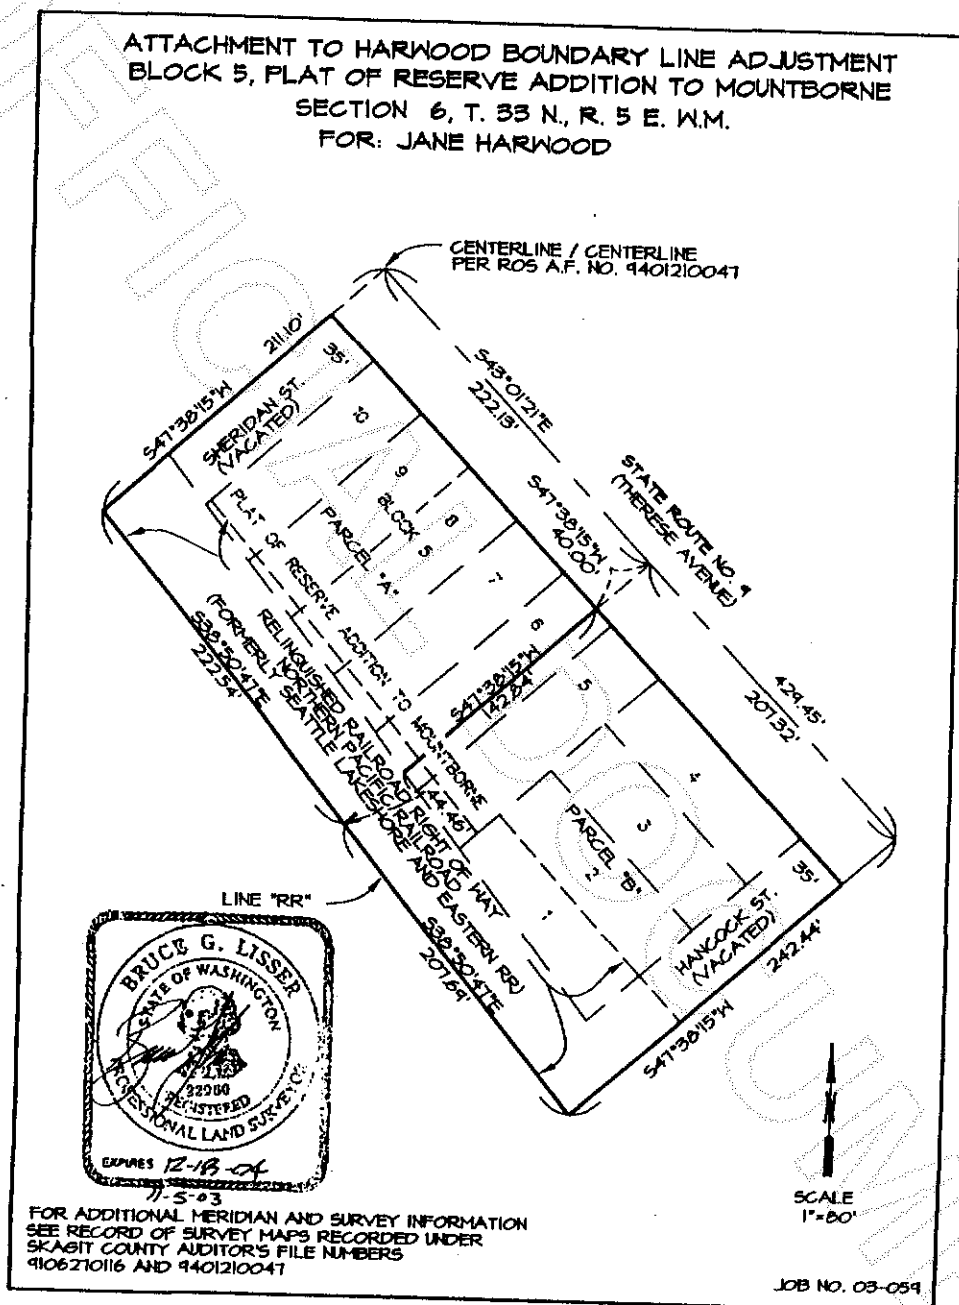 ATTACHMENT TO HARWOOD BOUNDARY LINE ADJUSTMENT
BLOCK 5, PLAT OF RESERVE ADDITION TO MOUNTBORNE
SECTION 6, T. 33 N., R. 5 E. W.M.
FOR: JANE HARWOOD
CENTERLINE / CENTERLINE
PER ROS A.F. NO. 9401210047
211.10'
S47°38'15"W
35'
SHERIDAN ST.
(VACATED)
S43°01'21"E
222.13'
10
9
8
7
6
BLOCK 5
PARCEL "A"
STATE ROUTE NO. 9
(THERESE AVENUE)
S47°38'15"W
40.00'
PLAT OF RESERVE ADDITION TO MOUNTBORNE
RELINQUISHED RAILROAD RIGHT OF WAY
(FORMERLY NORTHERN PACIFIC RAILROAD
SEATTLE LAKESHORE AND EASTERN RR)
S38°50'47"E
222.54'
S47°38'15"W
142.64'
44.46'
429.45'
207.32'
5
4
3
2
1
PARCEL "B"
35'
HANCOCK ST.
(VACATED)
242.44'
S47°38'15"W
LINE "RR"
S38°50'47"E
207.69'
BRUCE G. LISSER
STATE OF WASHINGTON
22960
REGISTERED
PROFESSIONAL LAND SURVEYOR
EXPIRES 12-18-04
11-5-03
N
SCALE
1"=80'
FOR ADDITIONAL MERIDIAN AND SURVEY INFORMATION
SEE RECORD OF SURVEY MAPS RECORDED UNDER
SKAGIT COUNTY AUDITOR'S FILE NUMBERS
9106270116 AND 9401210047
JOB NO. 03-059
UNOFFICIAL DOCUMENT